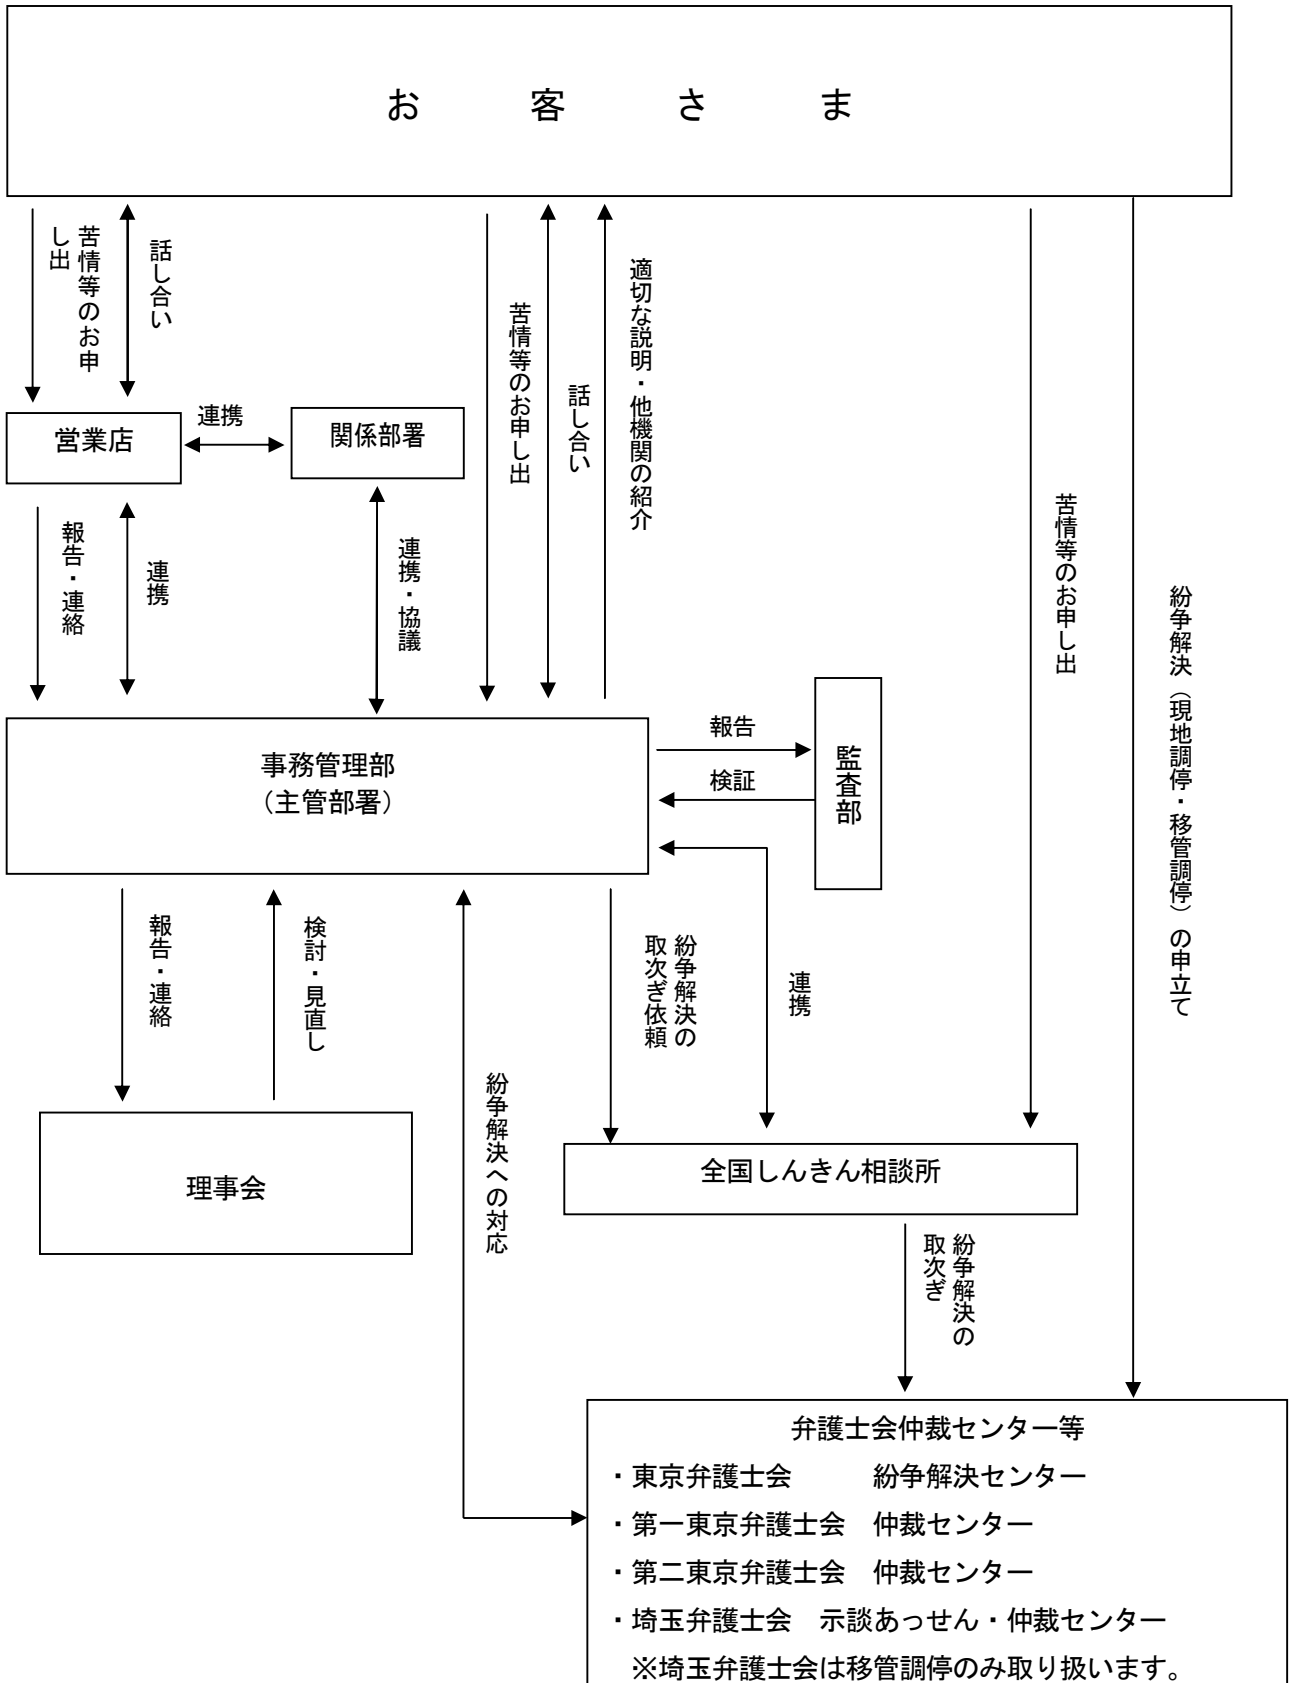 お客さま
苦情等のお申
し出
話し合い
苦情等のお申し出
話し合い
適切な説明・他機関の紹介
苦情等のお申し出
紛争解決（現地調停・移管調停）の申立て
営業店
連携
関係部署
報告・連絡
連携
連携・協議
事務管理部
（主管部署）
報告
検証
監査部
報告・連絡
検討・見直し
紛争解決への対応
紛争解決の
取次ぎ依頼
連携
理事会
全国しんきん相談所
紛争解決の
取次ぎ
弁護士会仲裁センター等
・東京弁護士会　　　紛争解決センター
・第一東京弁護士会　仲裁センター
・第二東京弁護士会　仲裁センター
・埼玉弁護士会　示談あっせん・仲裁センター
※埼玉弁護士会は移管調停のみ取り扱います。